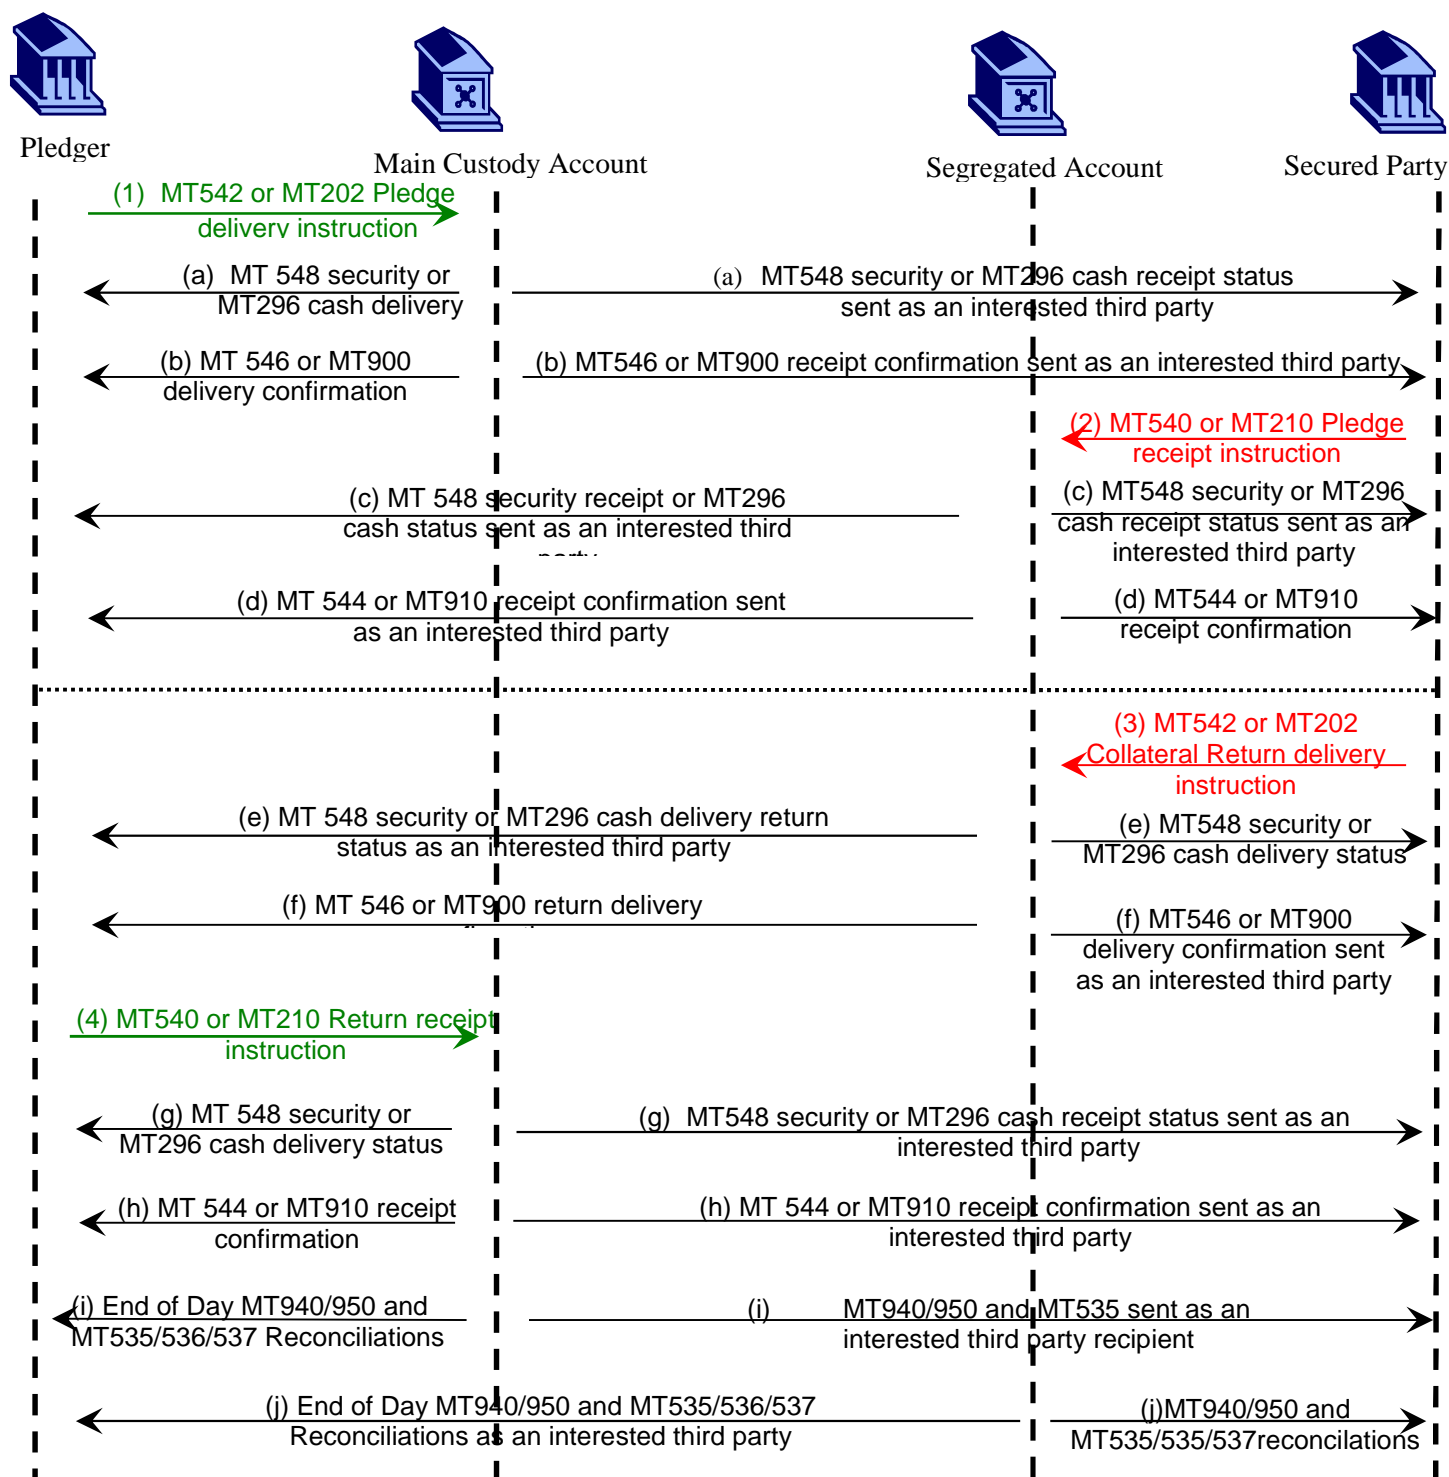 Pledger
Main Custody Account
Segregated Account
Secured Party
(1) MT542 or MT202 Pledge
delivery instruction
(a) MT 548 security or
MT296 cash delivery
(a) MT548 security or MT296 cash receipt status
sent as an interested third party
(b) MT 546 or MT900
delivery confirmation
(b) MT546 or MT900 receipt confirmation sent as an interested third party
(2) MT540 or MT210 Pledge
receipt instruction
(c) MT 548 security receipt or MT296
cash status sent as an interested third
party
(c) MT548 security or MT296
cash receipt status sent as an
interested third party
(d) MT 544 or MT910 receipt confirmation sent
as an interested third party
(d) MT544 or MT910
receipt confirmation
(3) MT542 or MT202
Collateral Return delivery
instruction
(e) MT 548 security or MT296 cash delivery return
status as an interested third party
(e) MT548 security or
MT296 cash delivery status
(f) MT 546 or MT900 return delivery
(f) MT546 or MT900
delivery confirmation sent
as an interested third party
(4) MT540 or MT210 Return receipt
instruction
(g) MT 548 security or
MT296 cash delivery status
(g) MT548 security or MT296 cash receipt status sent as an
interested third party
(h) MT 544 or MT910 receipt
confirmation
(h) MT 544 or MT910 receipt confirmation sent as an
interested third party
(i) End of Day MT940/950 and
MT535/536/537 Reconciliations
(i) MT940/950 and MT535 sent as an
interested third party recipient
(j) End of Day MT940/950 and MT535/536/537
Reconciliations as an interested third party
(j)MT940/950 and
MT535/535/537reconcilations